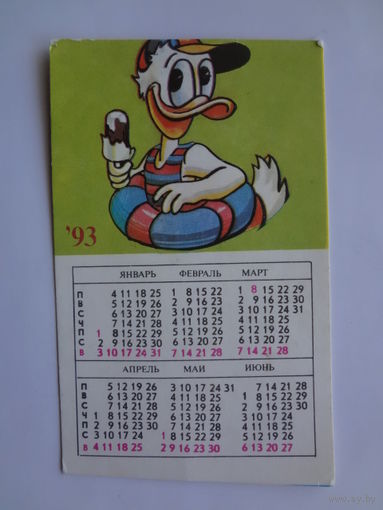 '93
ЯНВАРЬ ФЕВРАЛЬ МАРТ
П 4 11 18 25 1 8 15 22 1 8 15 22 29
В 5 12 19 26 2 9 16 23 2 9 16 23 30
С 6 13 20 27 3 10 17 24 3 10 17 24 31
Ч 7 14 21 28 4 11 18 25 4 11 18 25
П 1 8 15 22 29 5 12 19 26 5 12 19 26
С 2 9 16 23 30 6 13 20 27 6 13 20 27
В 3 10 17 24 31 7 14 21 28 7 14 21 28
АПРЕЛЬ МАЙ ИЮНЬ
П 5 12 19 26 3 10 17 24 31 7 14 21 28
В 6 13 20 27 4 11 18 25 1 8 15 22 29
С 7 14 21 28 5 12 19 26 2 9 16 23 30
Ч 1 8 15 22 29 6 13 20 27 3 10 17 24
П 2 9 16 23 30 7 14 21 28 4 11 18 25
С 3 10 17 24 1 8 15 22 29 5 12 19 26
В 4 11 18 25 2 9 16 23 30 6 13 20 27
ay.by